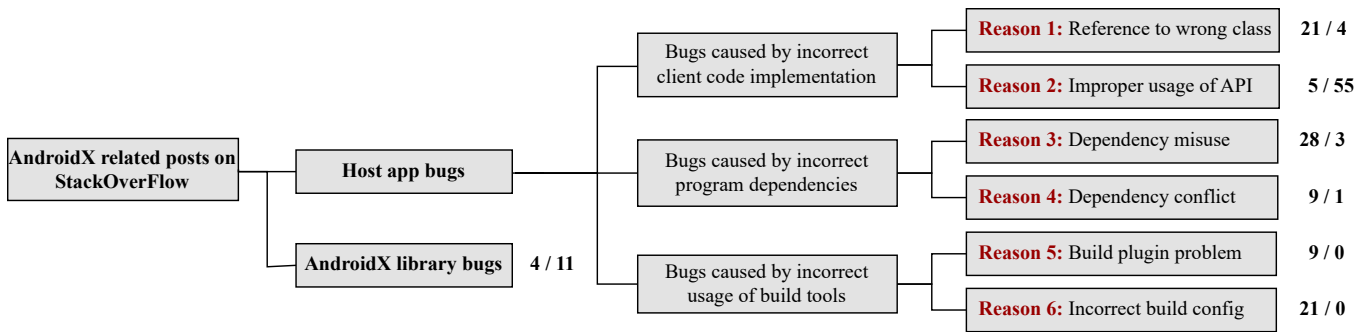 AndroidX related posts on
StackOverFlow
Host app bugs
AndroidX library bugs
4 / 11
Bugs caused by incorrect
client code implementation
Reason 1: Reference to wrong class
21 / 4
Reason 2: Improper usage of API
5 / 55
Bugs caused by incorrect
program dependencies
Reason 3: Dependency misuse
28 / 3
Reason 4: Dependency conflict
9 / 1
Bugs caused by incorrect
usage of build tools
Reason 5: Build plugin problem
9 / 0
Reason 6: Incorrect build config
21 / 0